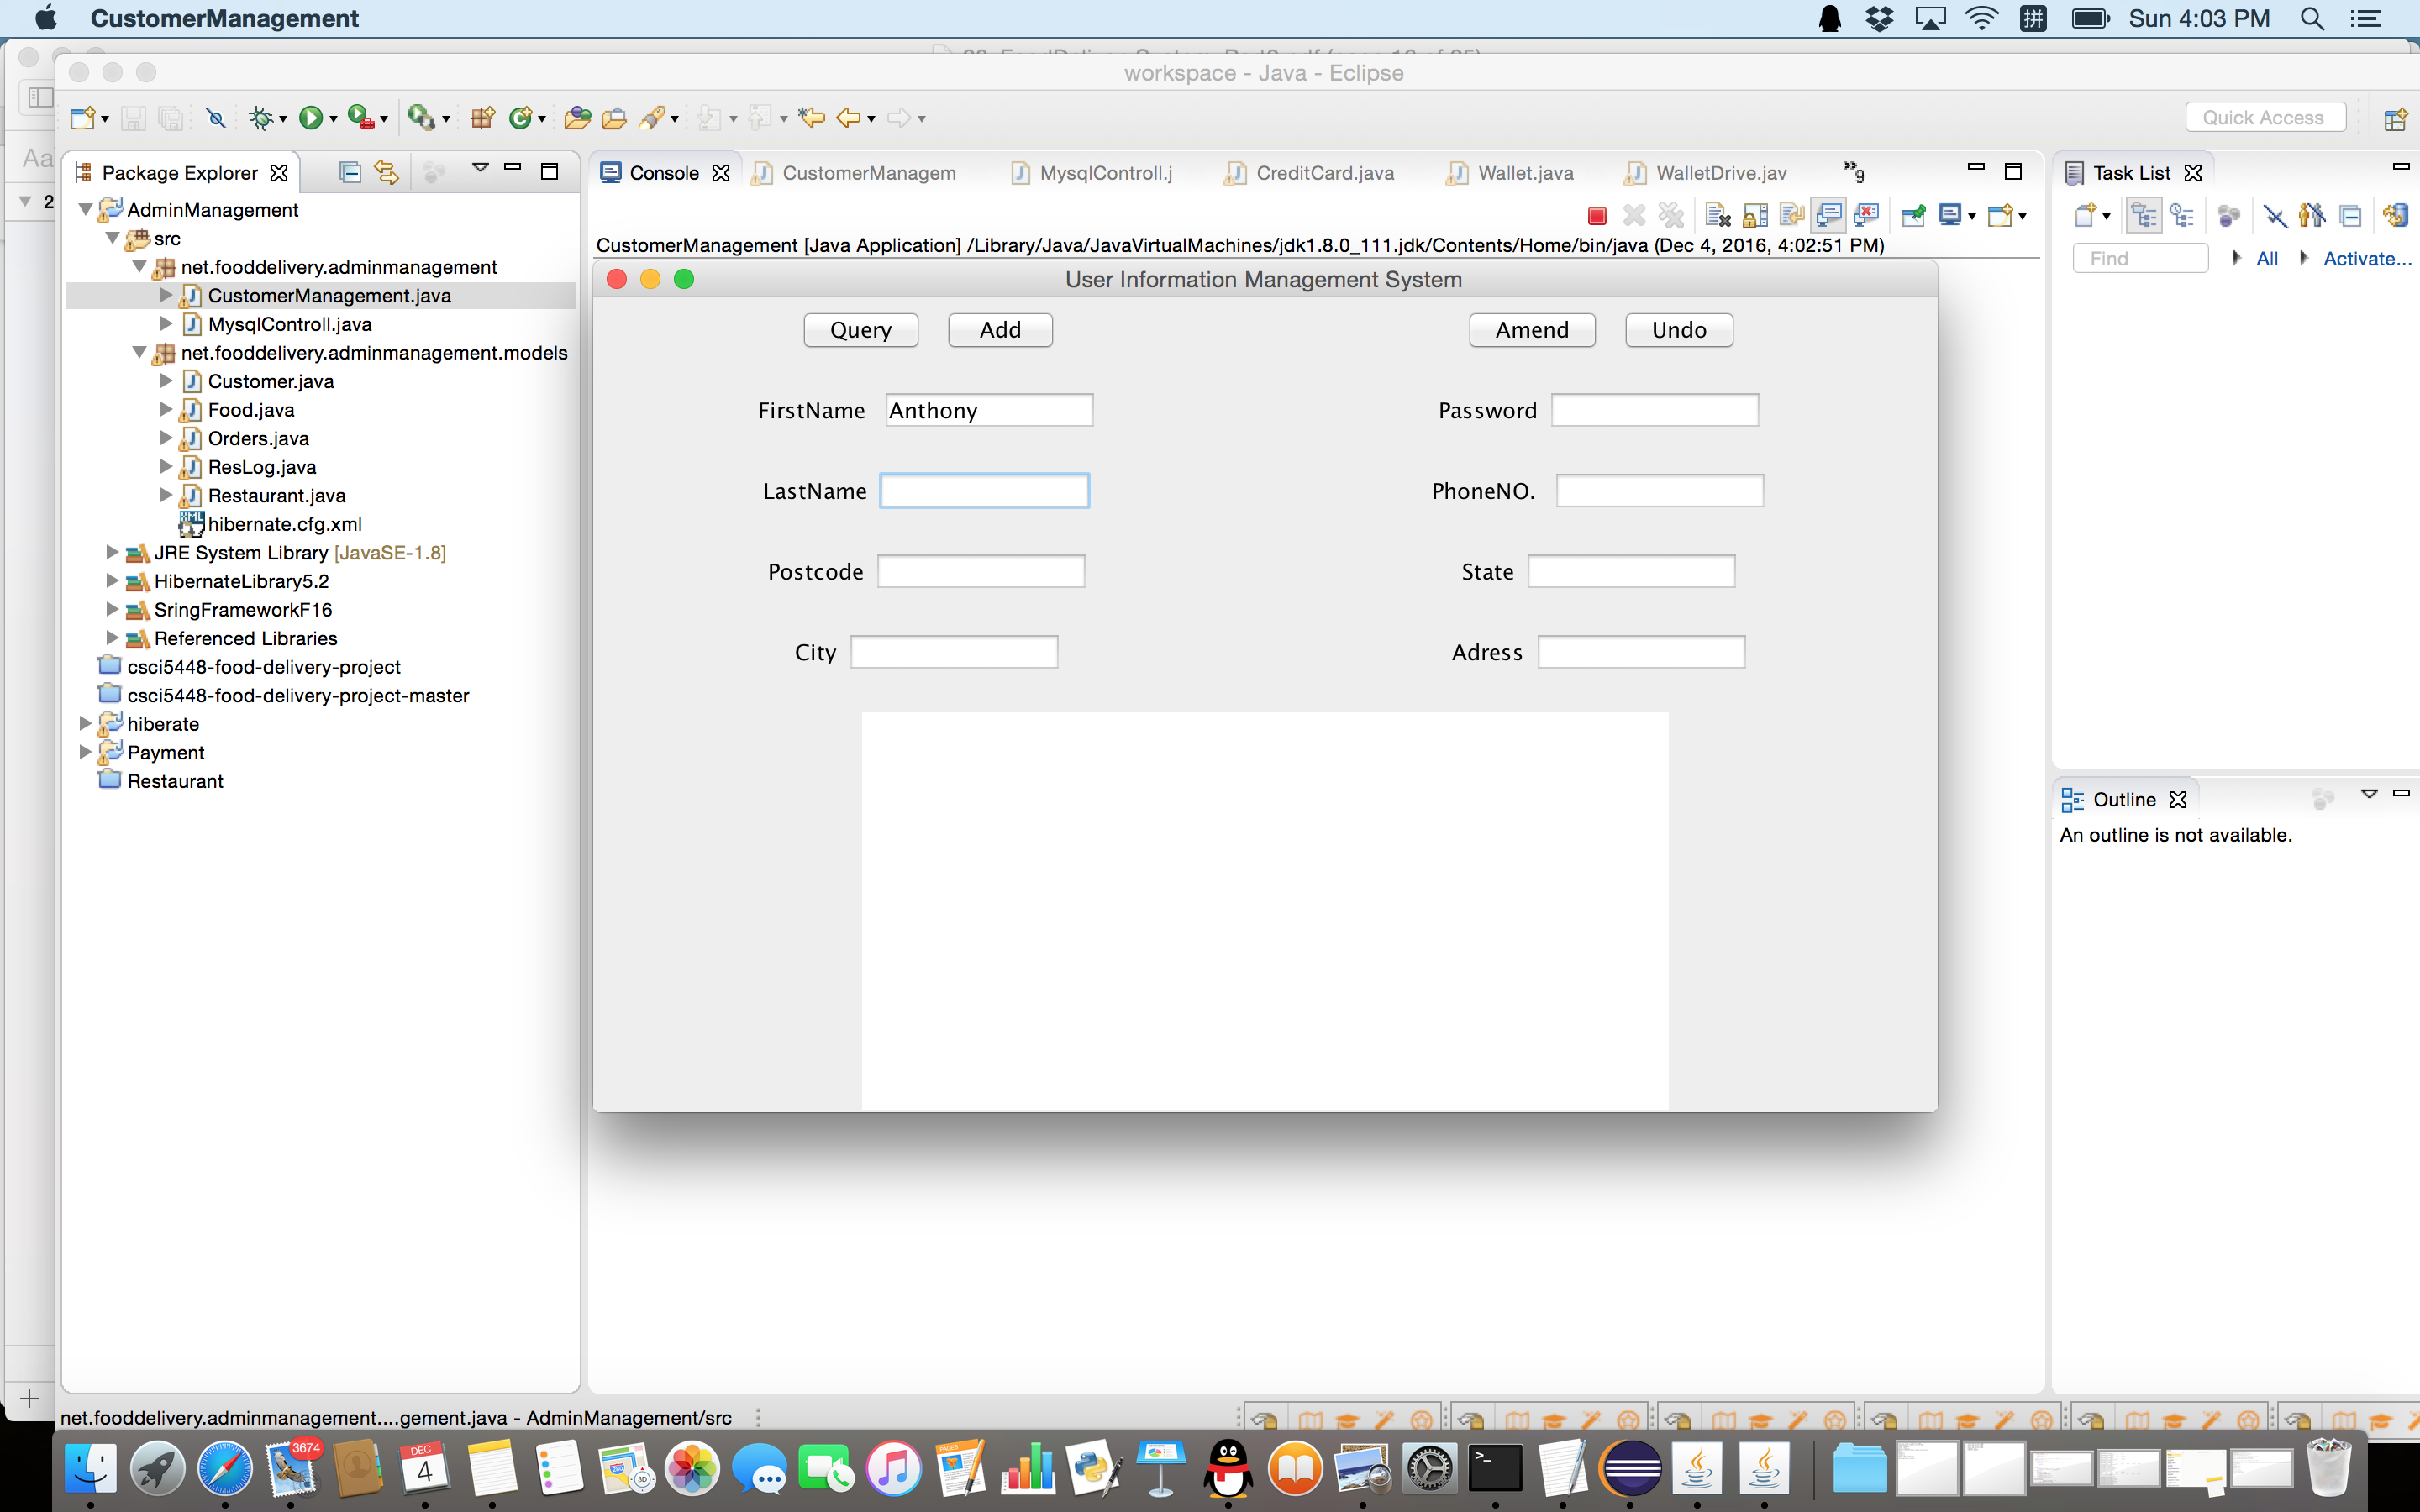 CustomerManagement
拼
Sun 4:03 PM
workspace - Java - Eclipse
Quick Access
Aa
2
Package Explorer
Console
CustomerManagem
MysqlControll.j
CreditCard.java
Wallet.java
WalletDrive.jav
»9
Task List
AdminManagement
src
net.fooddelivery.adminmanagement
CustomerManagement.java
MysqlControll.java
net.fooddelivery.adminmanagement.models
Customer.java
Food.java
Orders.java
ResLog.java
Restaurant.java
hibernate.cfg.xml
JRE System Library [JavaSE-1.8]
HibernateLibrary5.2
SringFrameworkF16
Referenced Libraries
csci5448-food-delivery-project
csci5448-food-delivery-project-master
hiberate
Payment
Restaurant
CustomerManagement [Java Application] /Library/Java/JavaVirtualMachines/jdk1.8.0_111.jdk/Contents/Home/bin/java (Dec 4, 2016, 4:02:51 PM)
User Information Management System
Query
Add
Amend
Undo
FirstName
Anthony
Password
LastName
PhoneNO.
Postcode
State
City
Adress
Find
All
Activate...
Outline
An outline is not available.
net.fooddelivery.adminmanagement....gement.java - AdminManagement/src
3674
DEC
4
PAGES
3D